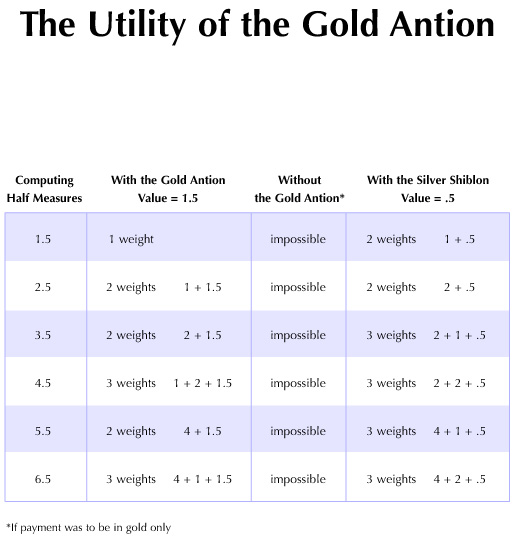 The Utility of the Gold Antion
Computing With the Gold Antion Without With the Silver Shiblon
Half Measures Value = 1.5 the Gold Antion* Value = .5
1.5 1 weight impossible 2 weights 1 + .5
2.5 2 weights 1 + 1.5 impossible 2 weights 2 + .5
3.5 2 weights 2 + 1.5 impossible 3 weights 2 + 1 + .5
4.5 3 weights 1 + 2 + 1.5 impossible 3 weights 2 + 2 + .5
5.5 2 weights 4 + 1.5 impossible 3 weights 4 + 1 + .5
6.5 3 weights 4 + 1 + 1.5 impossible 3 weights 4 + 2 + .5
*If payment was to be in gold only